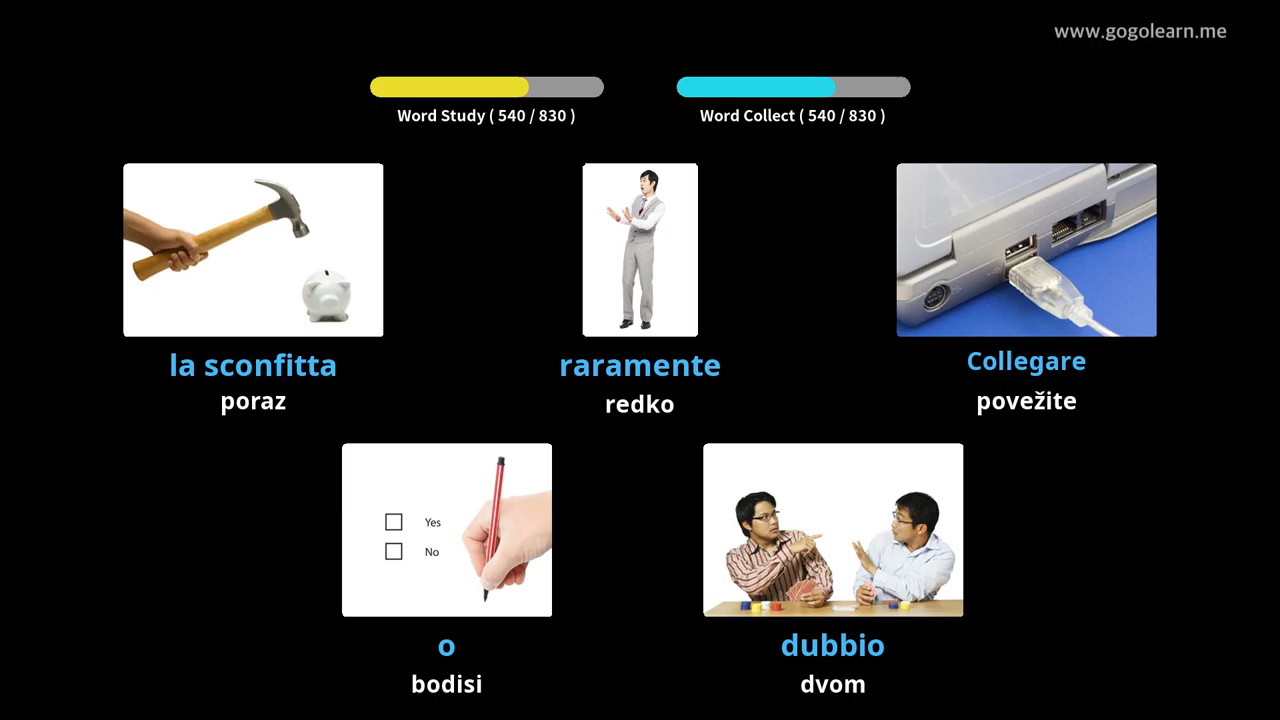 www.gogolearn.me
Word Study ( 540 / 830 )
Word Collect ( 540 / 830 )
la sconfitta
poraz
raramente
redko
Collegare
povežite
Yes
No
o
bodisi
dubbio
dvom